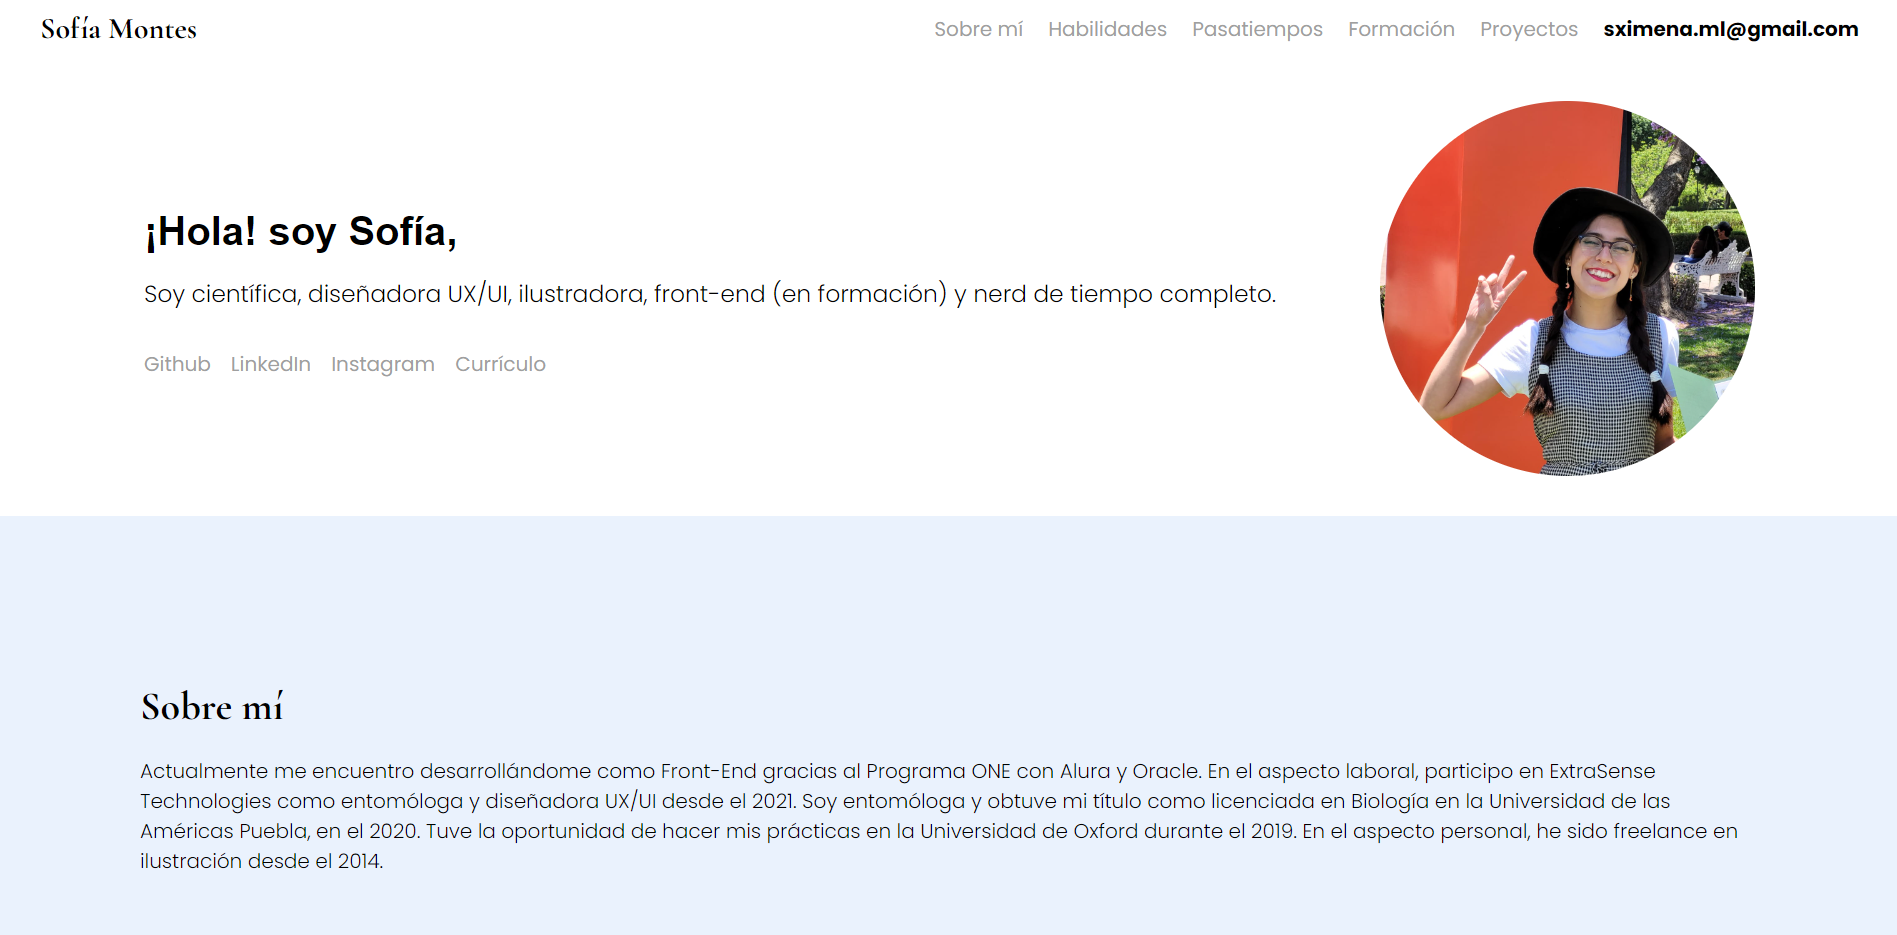 Sofía Montes
Sobre mí Habilidades Pasatiempos Formación Proyectos sximena.ml@gmail.com
¡Hola! soy Sofía,
Soy científica, diseñadora UX/UI, ilustradora, front-end (en formación) y nerd de tiempo completo.
Github LinkedIn Instagram Currículo
Sobre mí
Actualmente me encuentro desarrollándome como Front-End gracias al Programa ONE con Alura y Oracle. En el aspecto laboral, participo en ExtraSense
Technologies como entomóloga y diseñadora UX/UI desde el 2021. Soy entomóloga y obtuve mi título como licenciada en Biología en la Universidad de las
Américas Puebla, en el 2020. Tuve la oportunidad de hacer mis prácticas en la Universidad de Oxford durante el 2019. En el aspecto personal, he sido freelance en
ilustración desde el 2014.